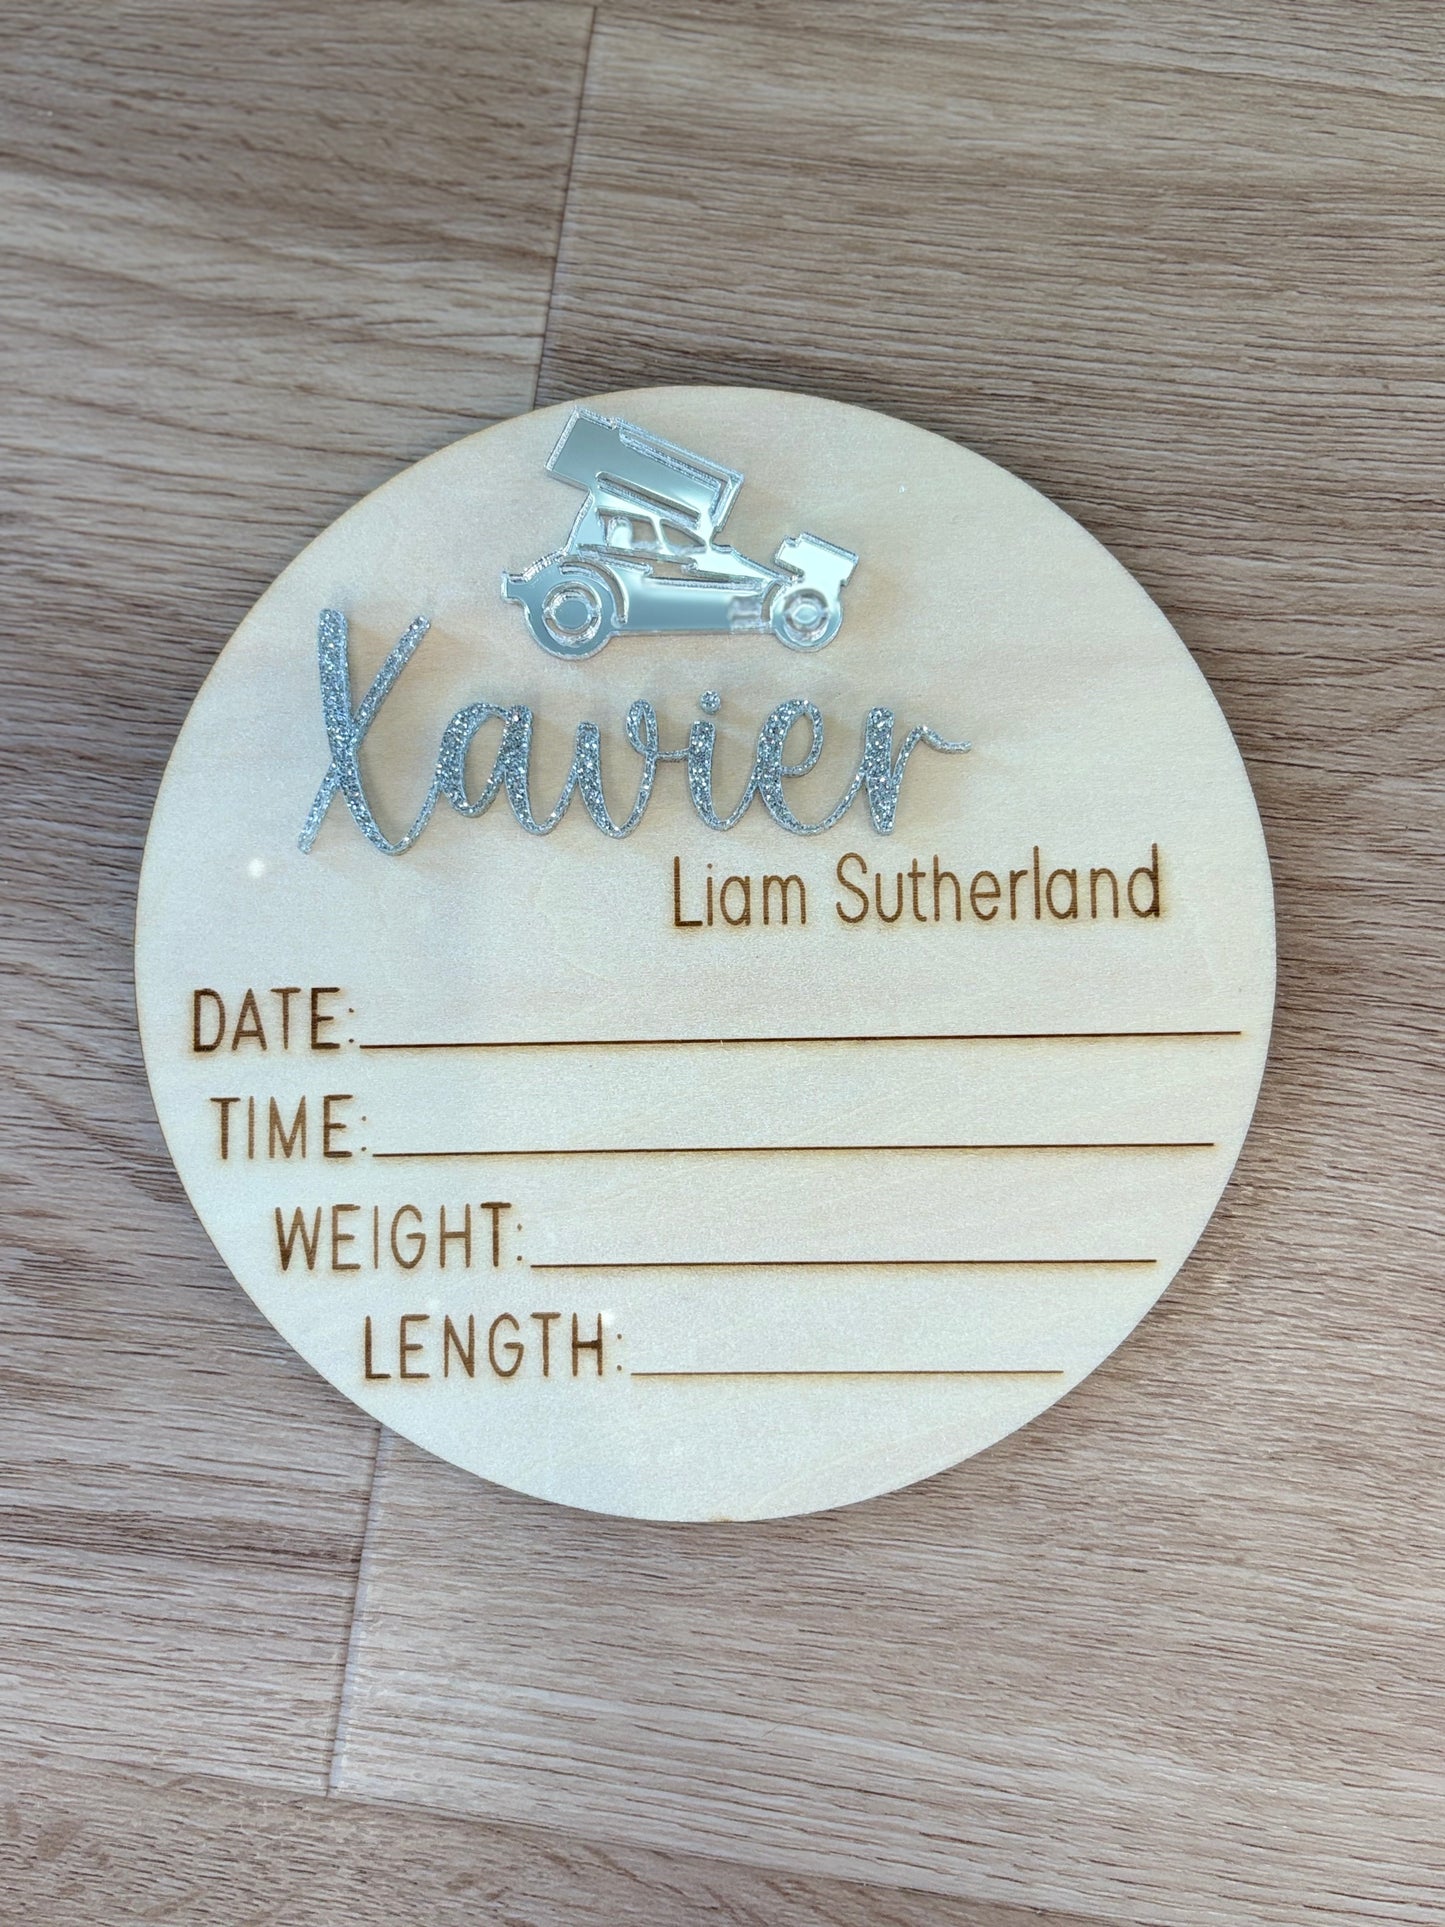 Xavier
Liam Sutherland
DATE:
TIME:
WEIGHT:
LENGTH: